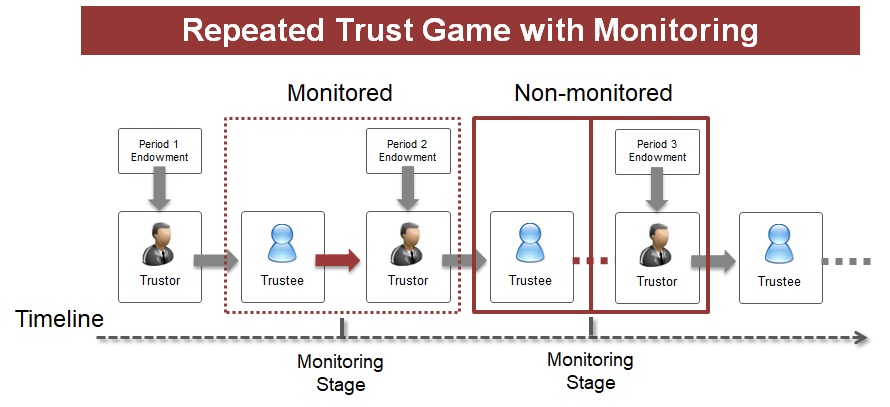 Repeated Trust Game with Monitoring
Monitored
Non-monitored
Period 1
Endowment
Period 2
Endowment
Period 3
Endowment
Trustor
Trustee
Trustor
Trustee
Trustor
Trustee
Timeline
Monitoring
Stage
Monitoring
Stage